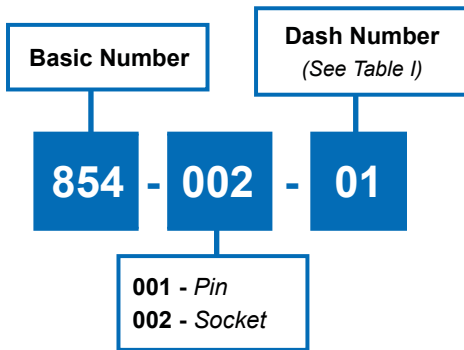 Basic Number
Dash Number
(See Table I)
854 - 002 - 01
001 - Pin
002 - Socket